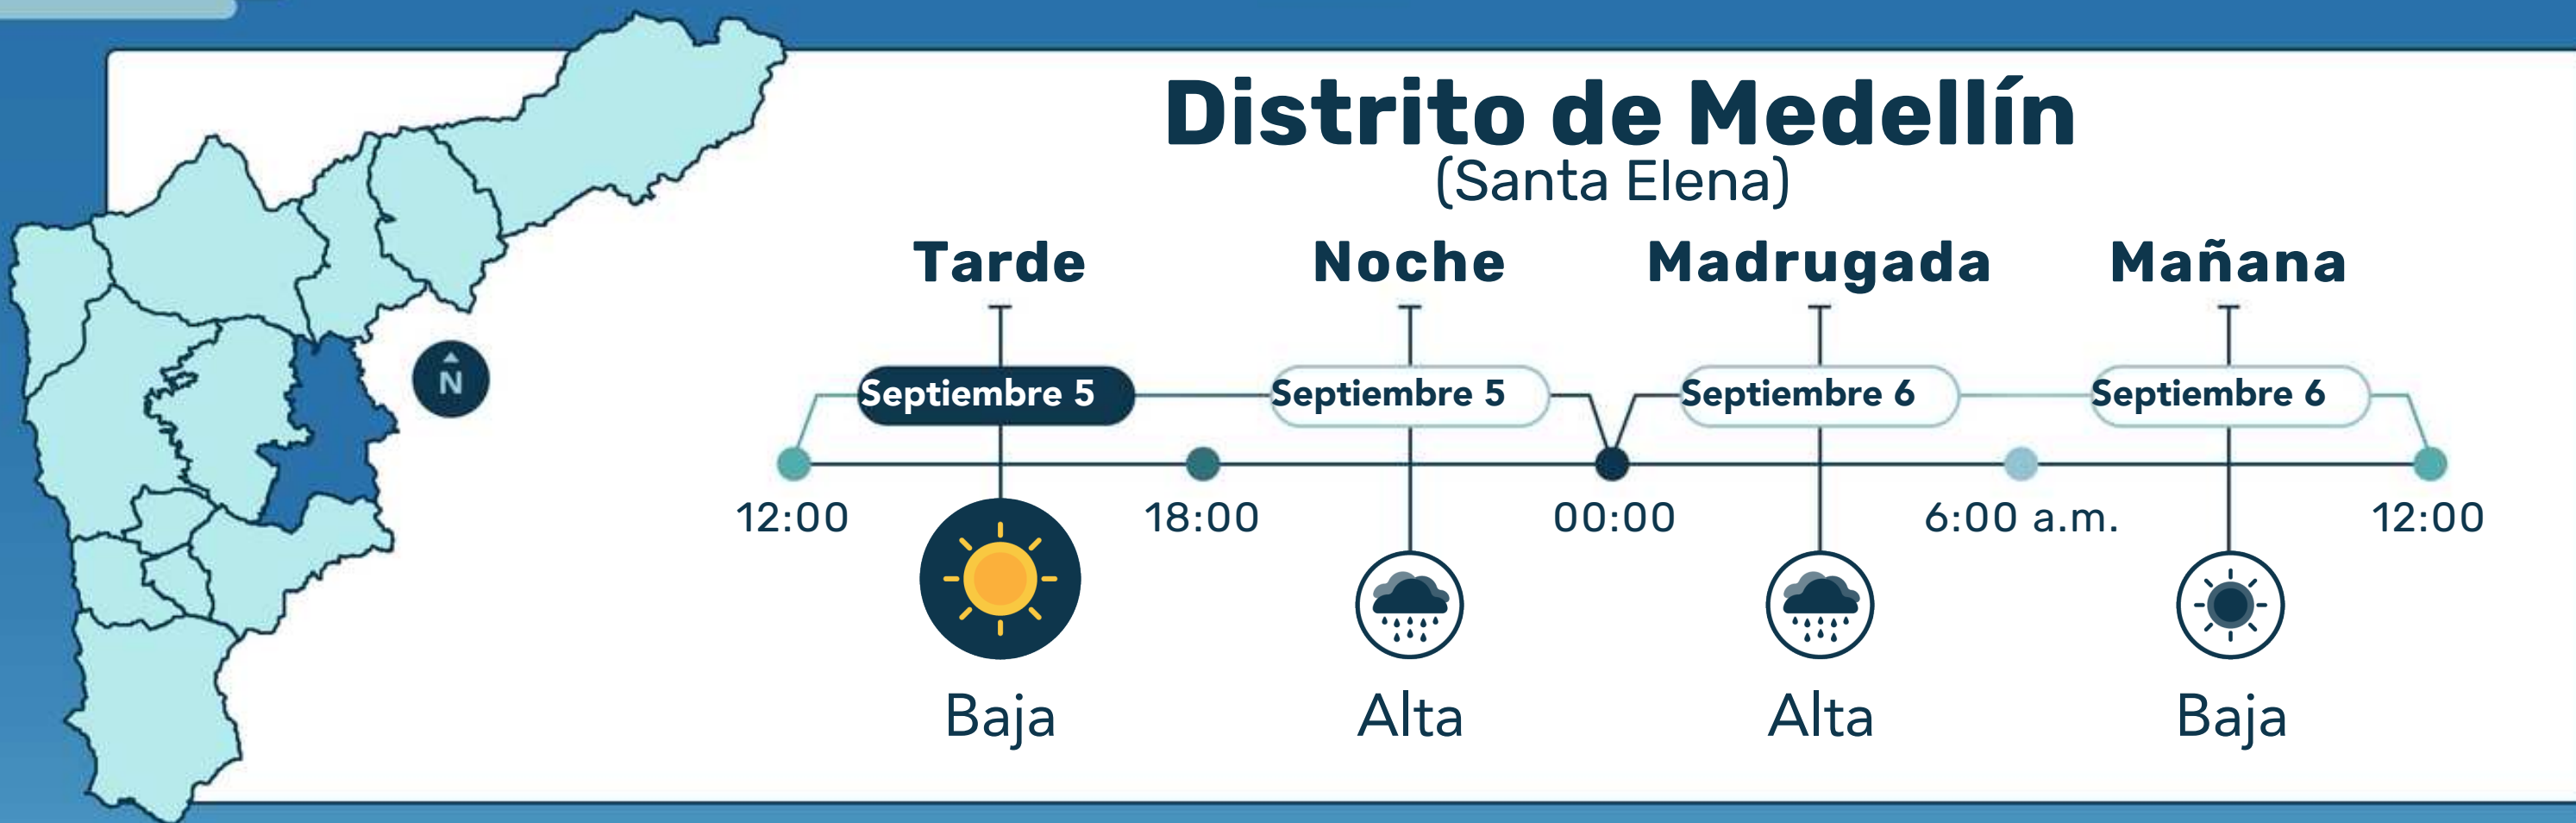 Distrito de Medellín
(Santa Elena)
Tarde Noche Madrugada Mañana
N
Septiembre 5 Septiembre 5 Septiembre 6 Septiembre 6
12:00 18:00 00:00 6:00 a.m. 12:00
Baja Alta Alta Baja